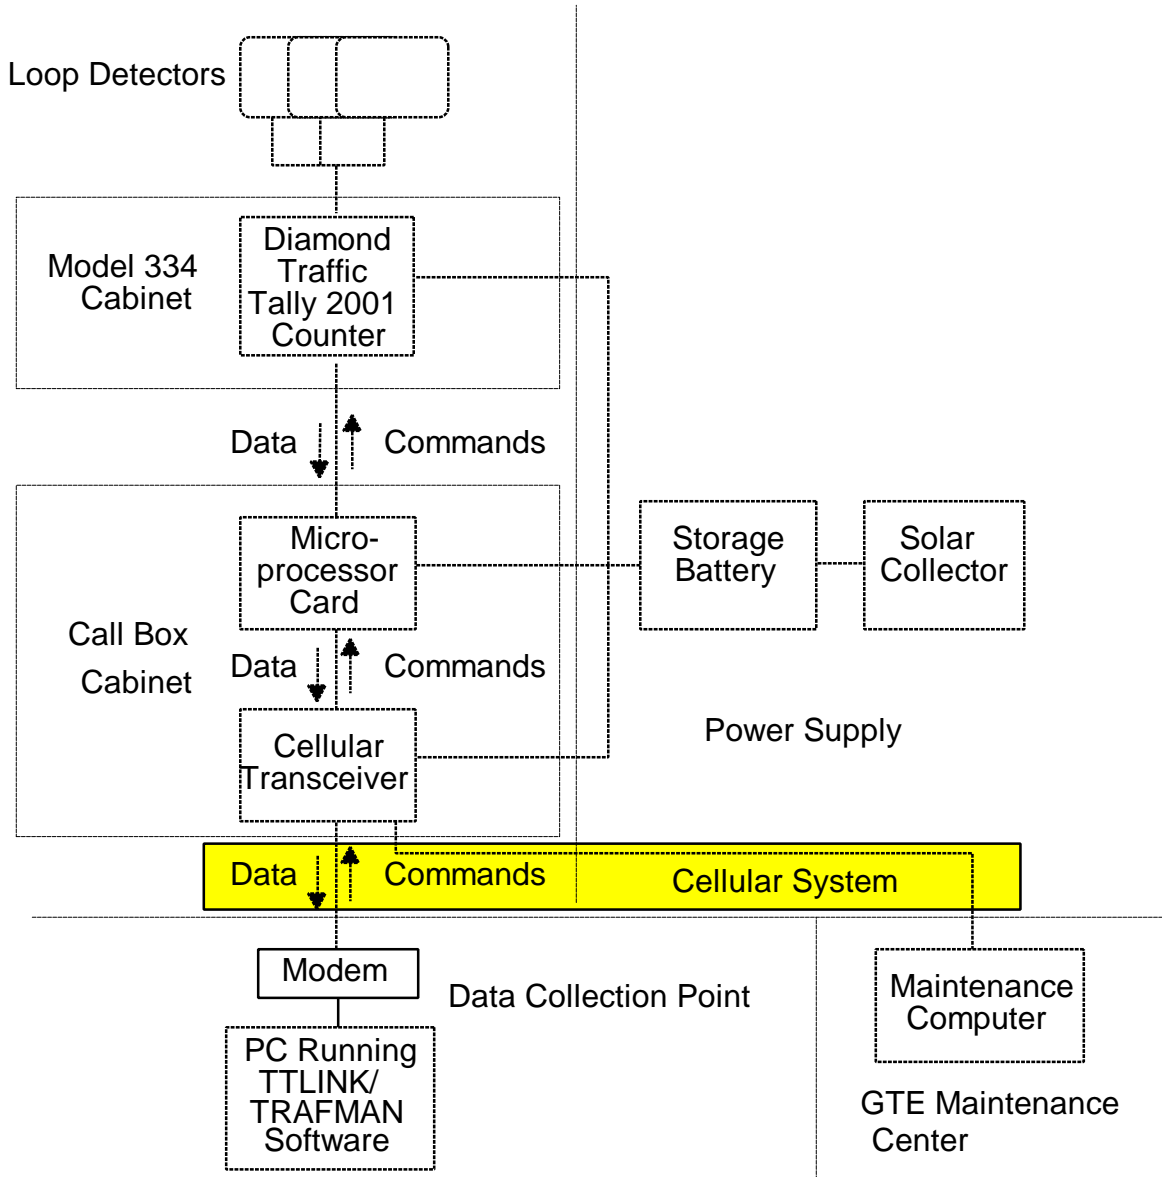 Loop Detectors
Model 334
Cabinet
Diamond
Traffic
Tally 2001
Counter
Data
Commands
Micro-
processor
Card
Storage
Battery
Solar
Collector
Call Box
Cabinet
Data
Commands
Cellular
Transceiver
Power Supply
Data
Commands
Cellular System
Modem
Data Collection Point
Maintenance
Computer
PC Running
TTLINK/
TRAFMAN
Software
GTE Maintenance
Center